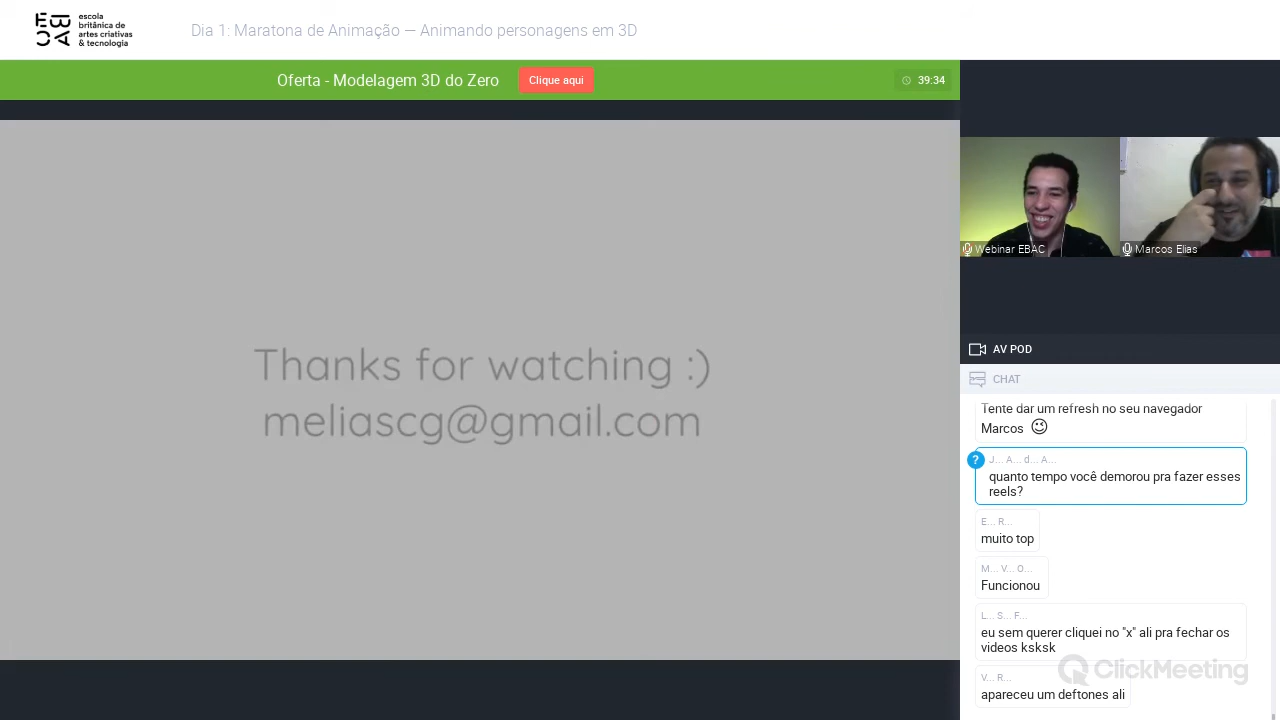 escola
britânica de
artes criativas
& tecnologia
EBAC
Dia 1: Maratona de Animação — Animando personagens em 3D
Oferta - Modelagem 3D do Zero
Clique aqui
39:34
Thanks for watching :)
meliascg@gmail.com
Webinar EBAC
Marcos Elias
AV POD
CHAT
Tente dar um refresh no seu navegador
Marcos 😉
?
J... A... d... A...
quanto tempo você demorou pra fazer esses
reels?
E... R...
muito top
M... V... O...
Funcionou
L... S... F...
eu sem querer cliquei no "x" ali pra fechar os
videos ksksk
V... R...
apareceu um deftones ali
ClickMeeting